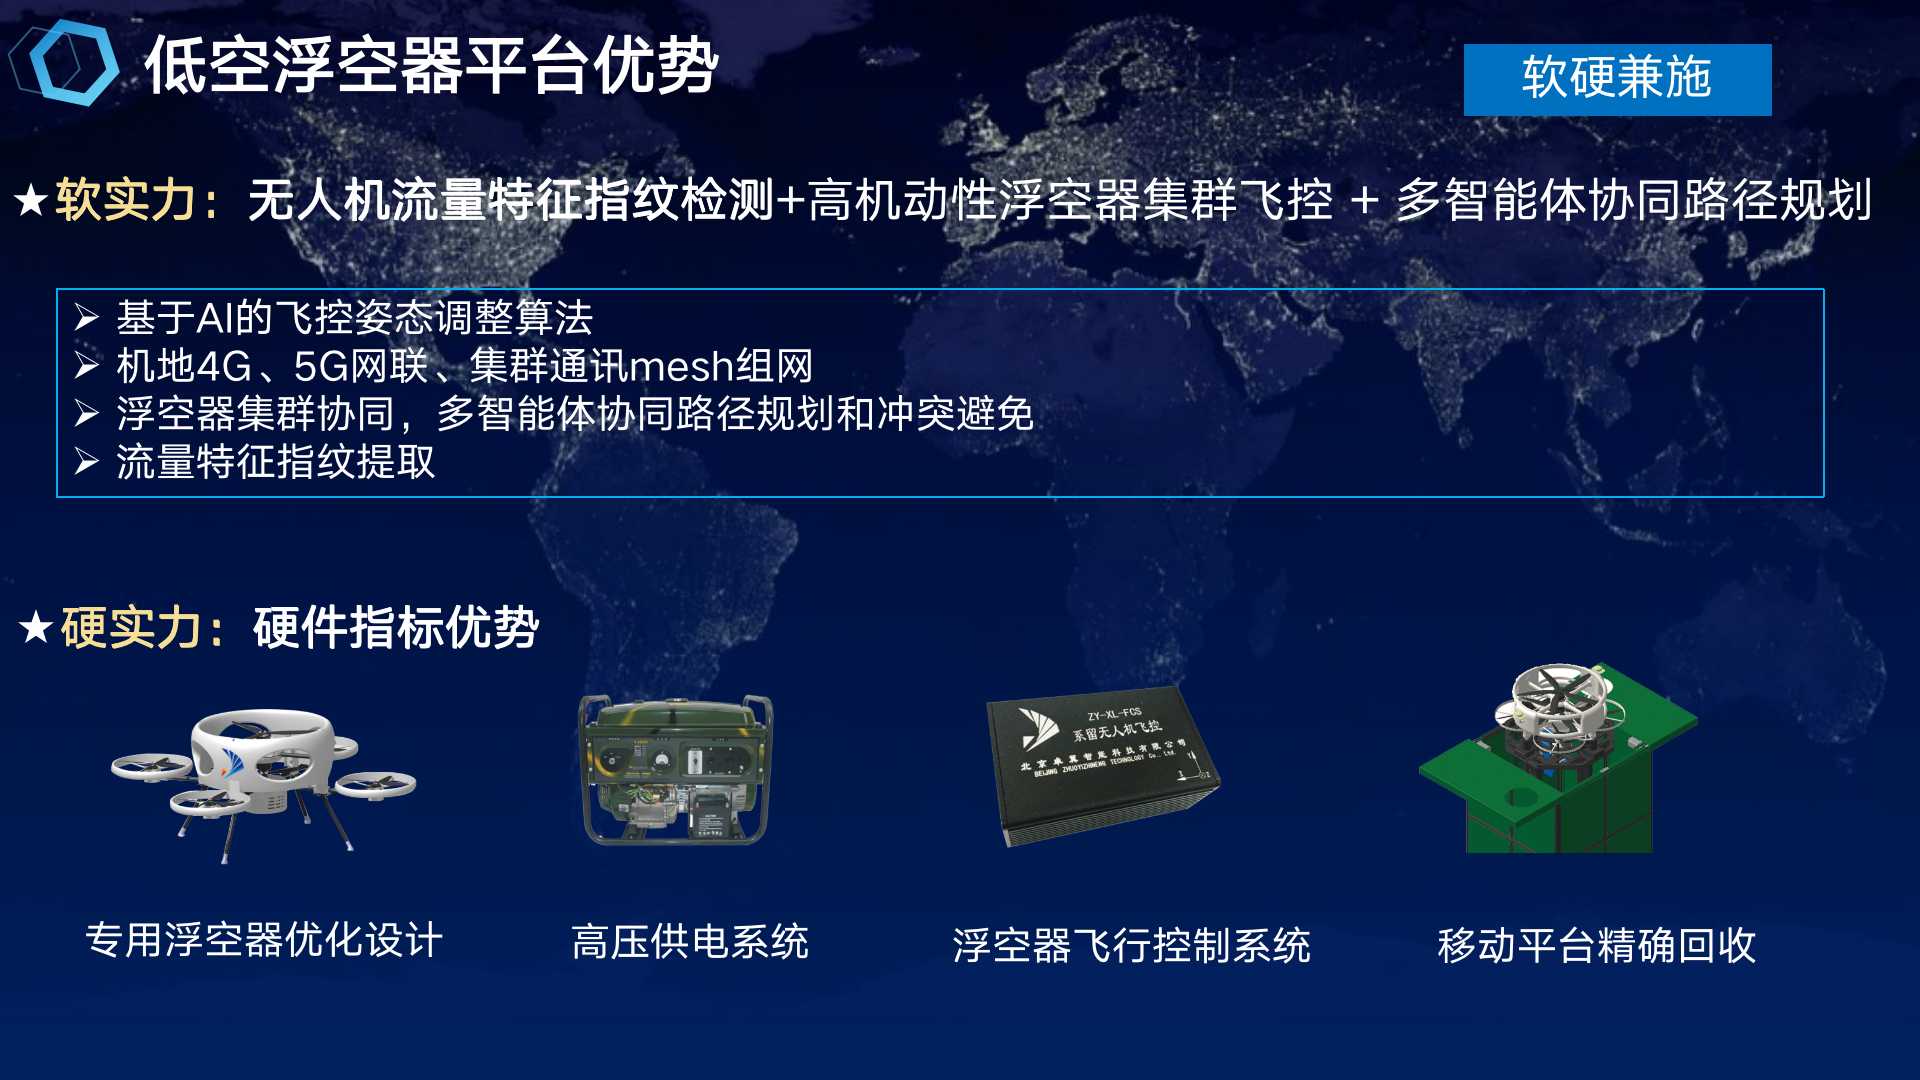 低空浮空器平台优势
软硬兼施
★软实力：无人机流量特征指纹检测+高机动性浮空器集群飞控 + 多智能体协同路径规划
➢ 基于AI的飞控姿态调整算法
➢ 机地4G、5G网联、集群通讯mesh组网
➢ 浮空器集群协同，多智能体协同路径规划和冲突避免
➢ 流量特征指纹提取
★硬实力：硬件指标优势
ZY-XL-FCS
系留无人机飞控
北京卓翼智能科技有限公司
BEIJING ZHUOYIZHINENG TECHNOLOGY Co., Ltd.
专用浮空器优化设计
高压供电系统
浮空器飞行控制系统
移动平台精确回收